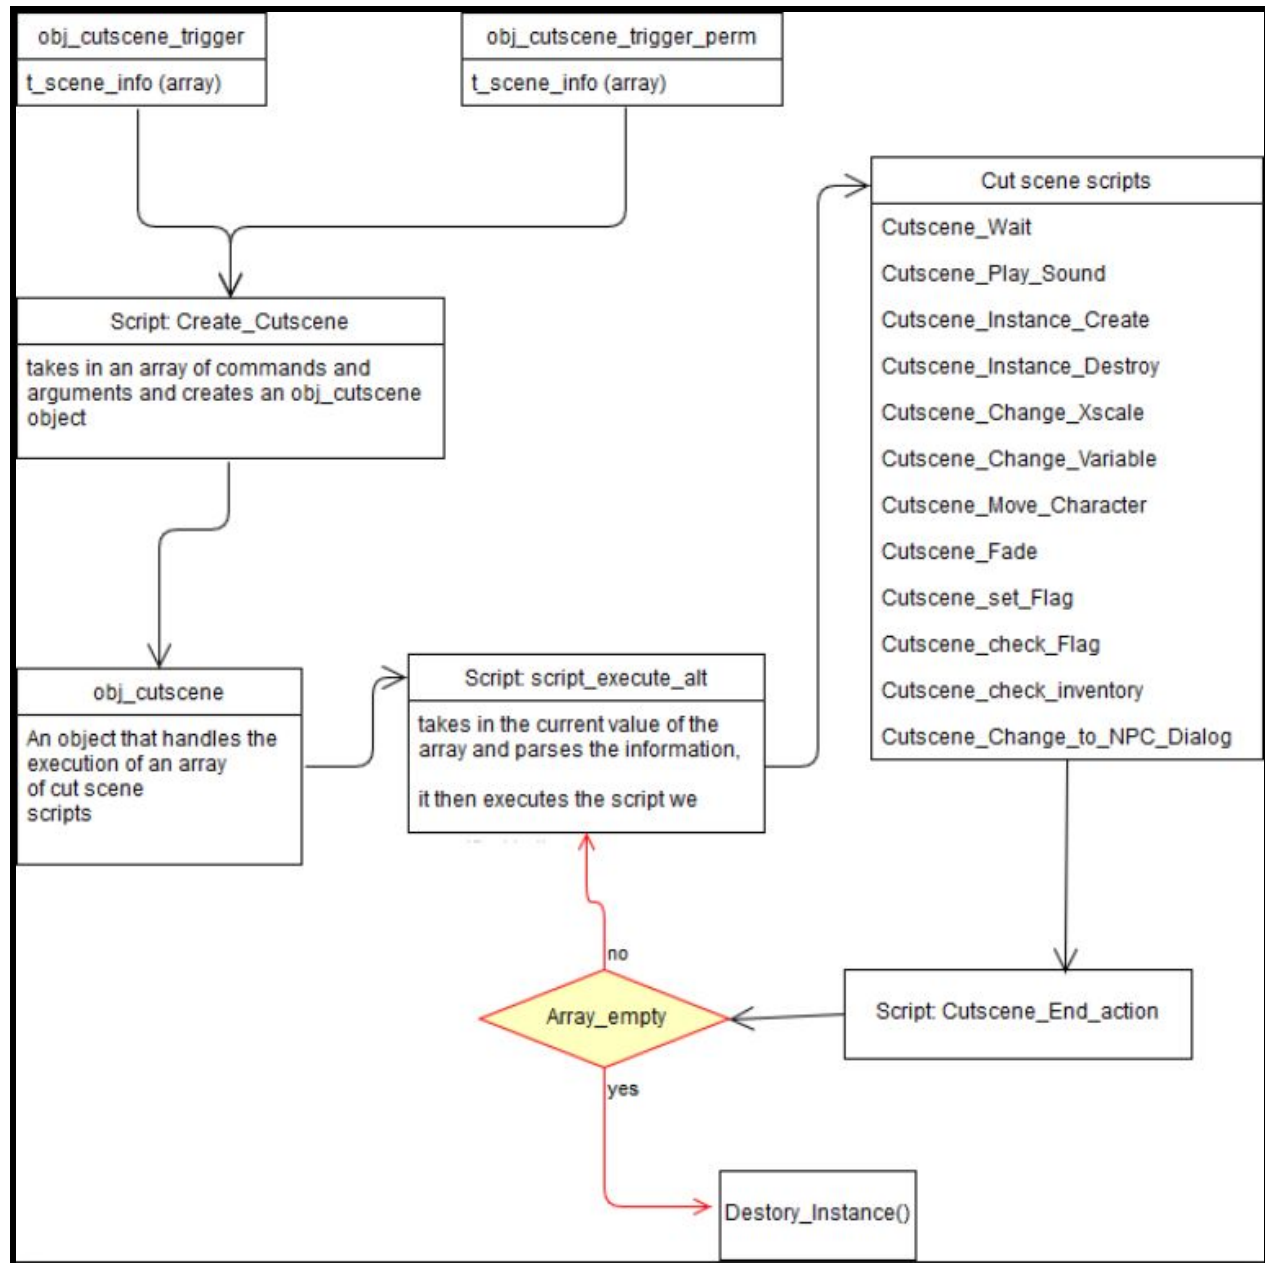 obj_cutscene_trigger
t_scene_info (array)
obj_cutscene_trigger_perm
t_scene_info (array)
Script: Create_Cutscene
takes in an array of commands and
arguments and creates an obj_cutscene
object
obj_cutscene
An object that handles the
execution of an array
of cut scene
scripts
Script: script_execute_alt
takes in the current value of the
array and parses the information,
it then executes the script we
Cut scene scripts
Cutscene_Wait
Cutscene_Play_Sound
Cutscene_Instance_Create
Cutscene_Instance_Destroy
Cutscene_Change_Xscale
Cutscene_Change_Variable
Cutscene_Move_Character
Cutscene_Fade
Cutscene_set_Flag
Cutscene_check_Flag
Cutscene_check_inventory
Cutscene_Change_to_NPC_Dialog
Script: Cutscene_End_action
no
Array_empty
yes
Destory_Instance()